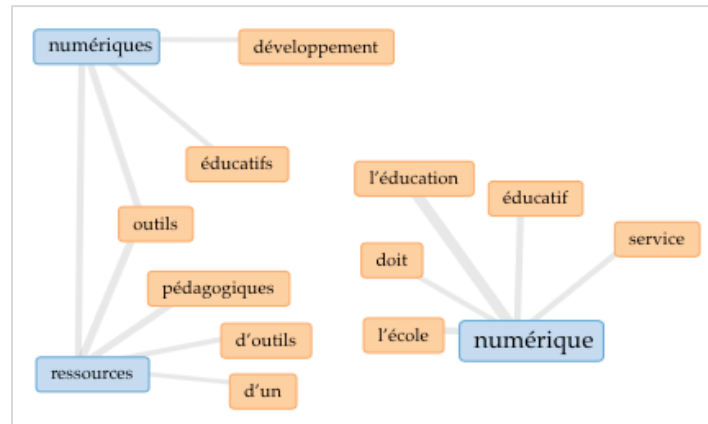 numériques
développement
éducatifs
l'éducation
éducatif
outils
service
doit
pédagogiques
d'outils
l'école
numérique
ressources
d'un